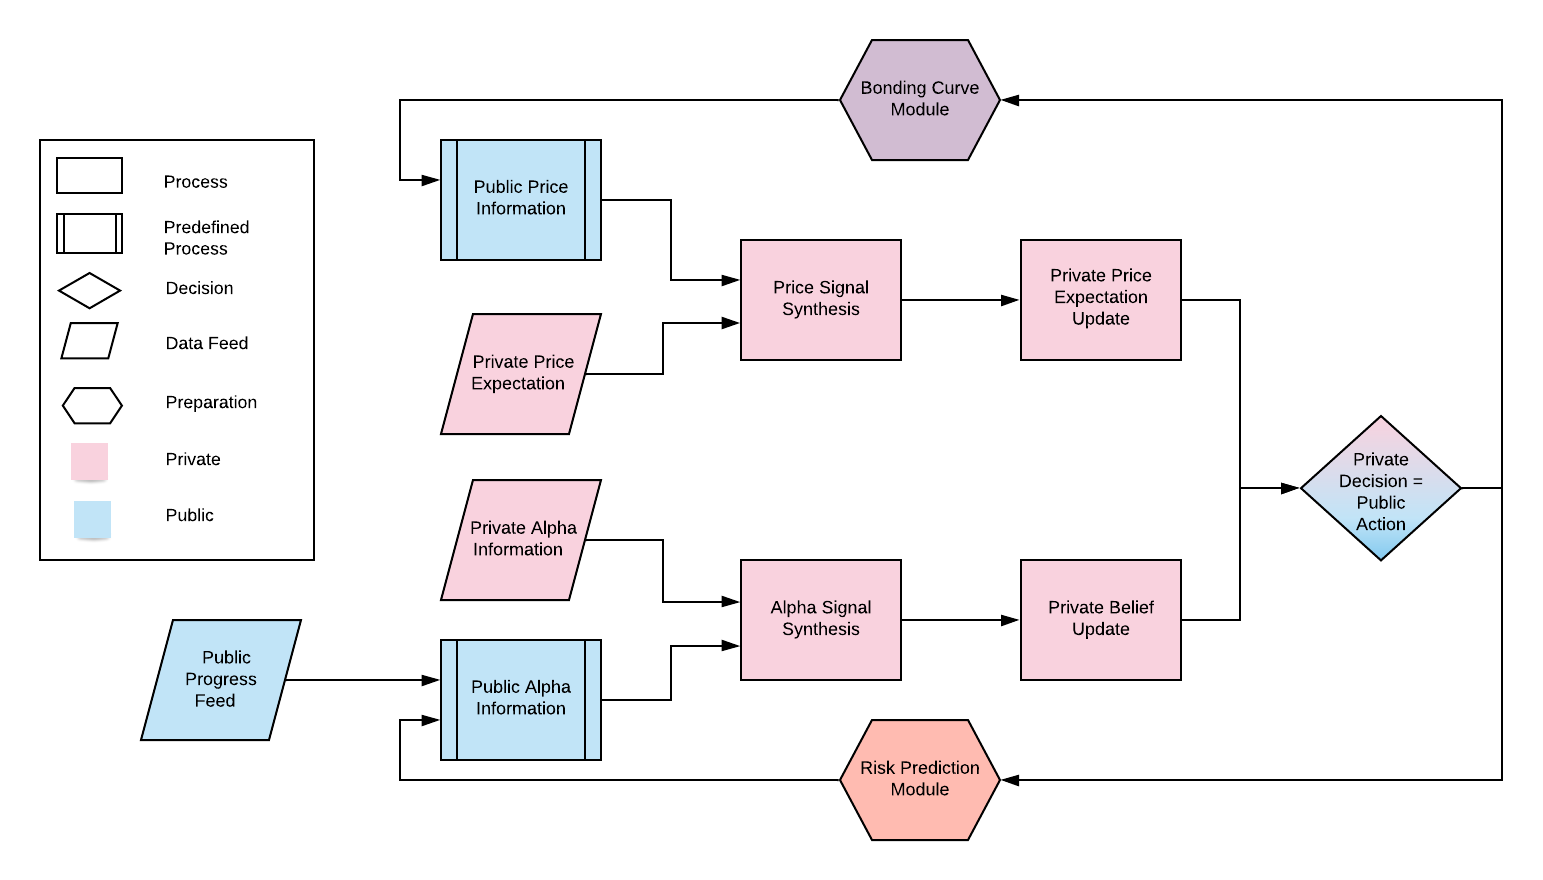 Bonding Curve
Module
Process
Predefined
Process
Decision
Data Feed
Preparation
Private
Public
Public Price
Information
Private Price
Expectation
Price Signal
Synthesis
Private Price
Expectation
Update
Private Alpha
Information
Private
Decision =
Public
Action
Alpha Signal
Synthesis
Private Belief
Update
Public
Progress
Feed
Public Alpha
Information
Risk Prediction
Module